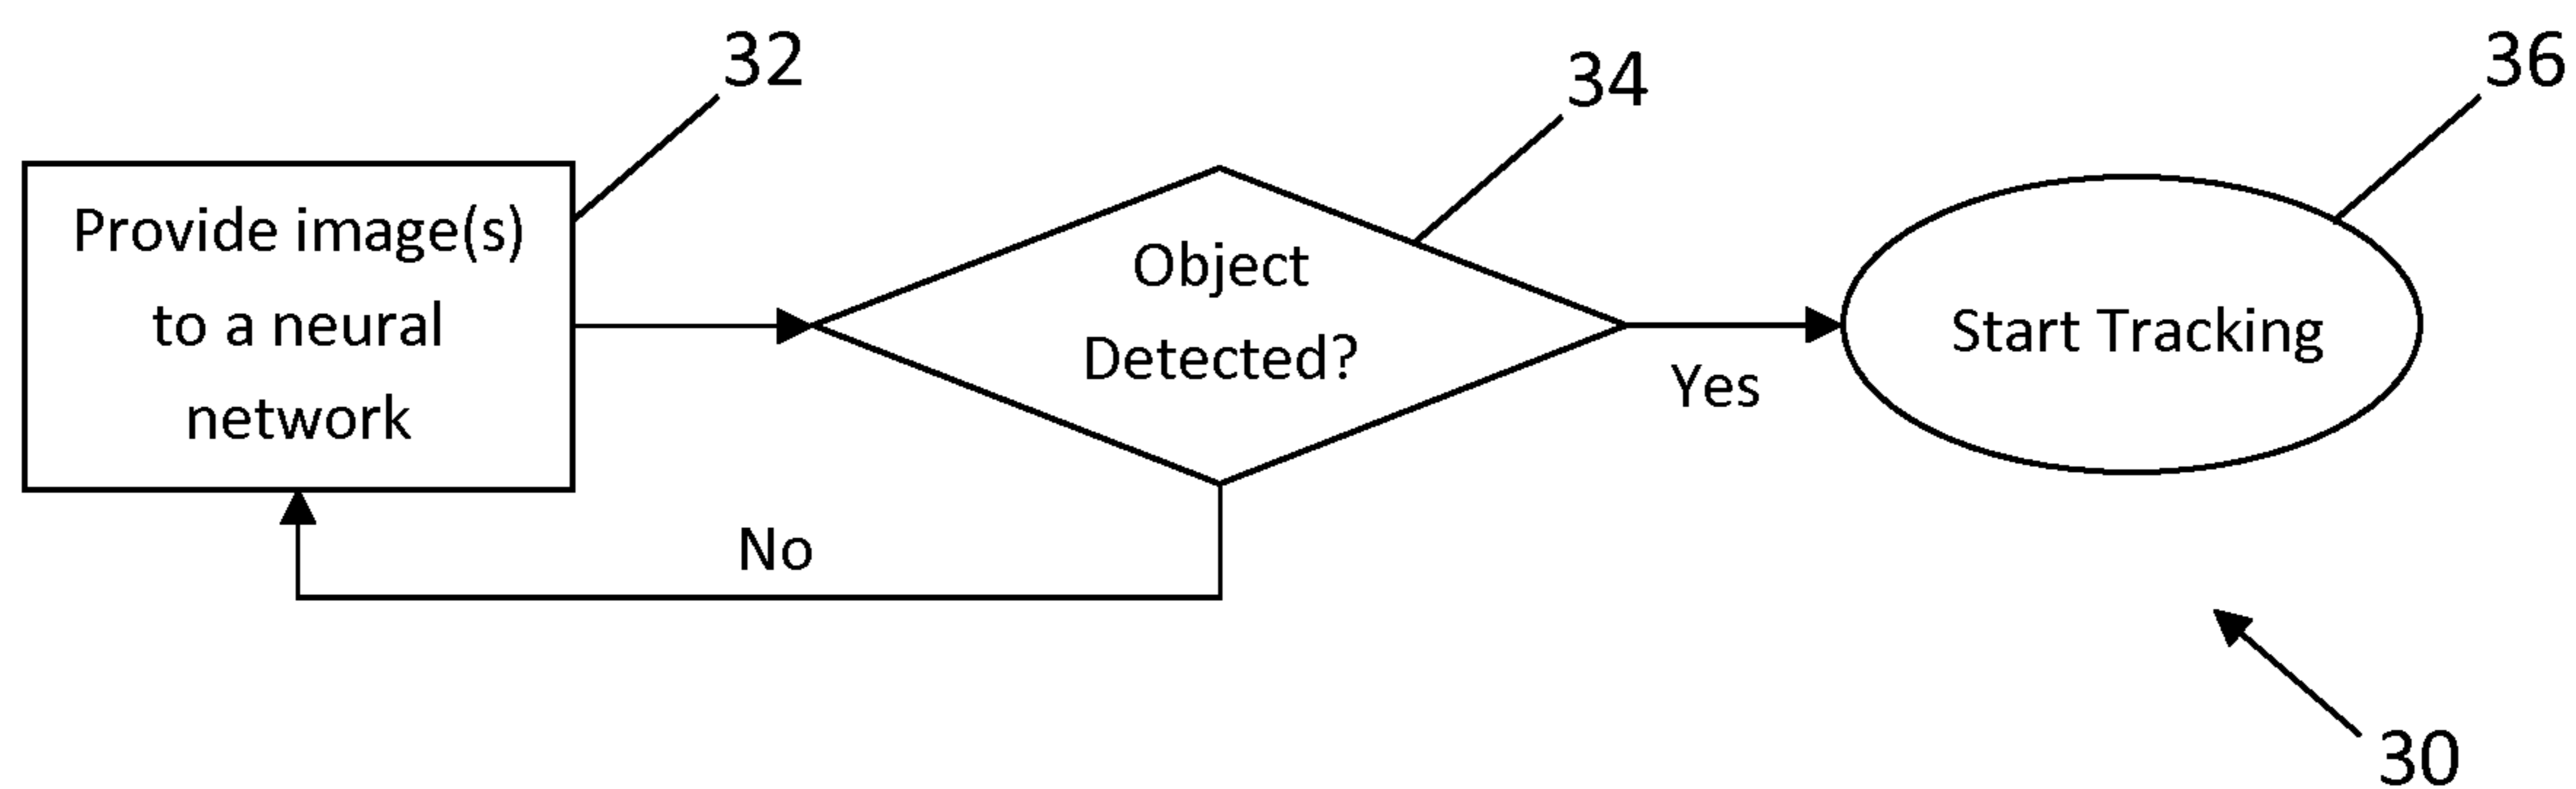 32
34
36
Provide image(s)
to a neural
network
Object
Detected?
Yes
Start Tracking
No
30